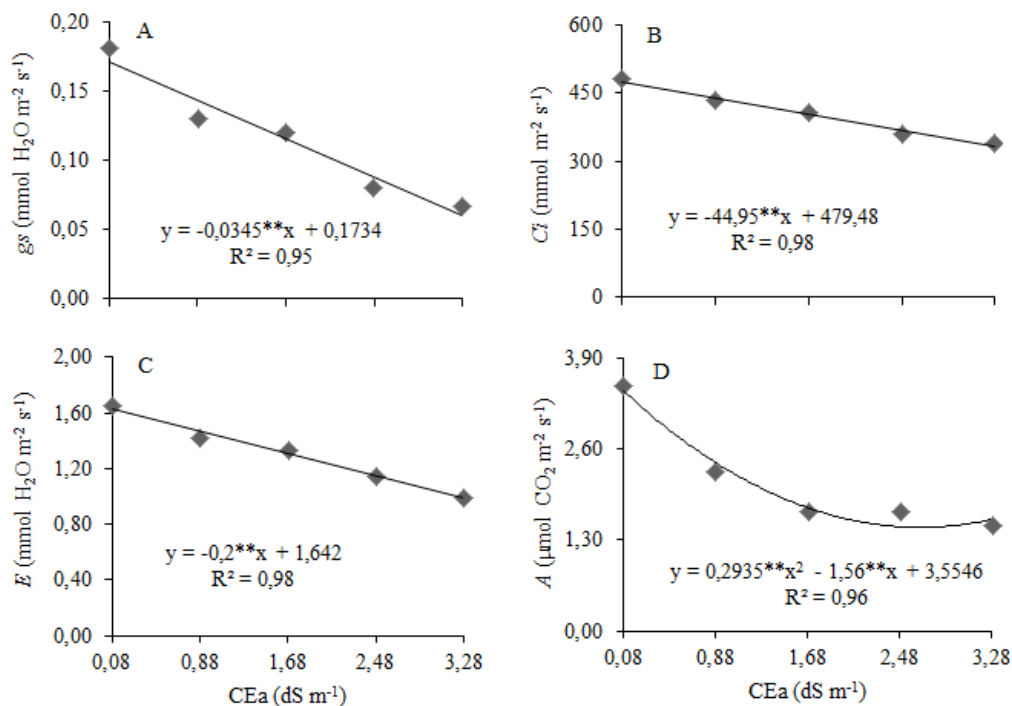 A
gs (mmol H₂O m⁻² s⁻¹)
0,20
0,15
0,10
0,05
0,00
y = -0,0345**x + 0,1734
R² = 0,95
B
Ci (mmol m⁻² s⁻¹)
600
450
300
150
0
y = -44,95**x + 479,48
R² = 0,98
C
E (mmol H₂O m⁻² s⁻¹)
2,00
1,60
1,20
0,80
0,40
0,00
y = -0,2**x + 1,642
R² = 0,98
0,08 0,88 1,68 2,48 3,28
CEa (dS m⁻¹)
D
A (µmol CO₂ m⁻² s⁻¹)
3,90
2,60
1,30
0,00
y = 0,2935**x² - 1,56**x + 3,5546
R² = 0,96
0,08 0,88 1,68 2,48 3,28
CEa (dS m⁻¹)